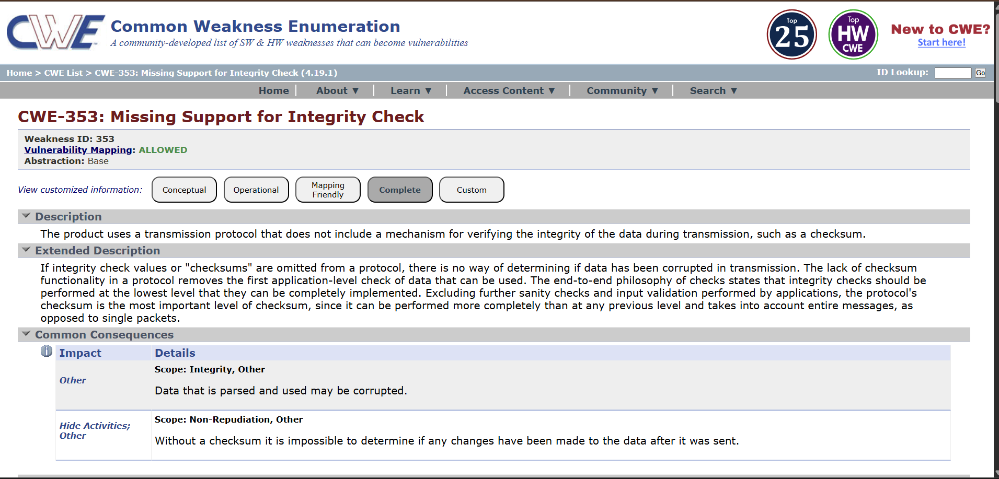 CWE™
Common Weakness Enumeration
A community-developed list of SW & HW weaknesses that can become vulnerabilities
Top
25
Top
HW
CWE
New to CWE?
Start here!
Home > CWE List > CWE-353: Missing Support for Integrity Check (4.19.1)
ID Lookup:
Go
Home
About ▼
Learn ▼
Access Content ▼
Community ▼
Search ▼
CWE-353: Missing Support for Integrity Check
Weakness ID: 353
Vulnerability Mapping: ALLOWED
Abstraction: Base
View customized information:
Conceptual
Operational
Mapping
Friendly
Complete
Custom
Description
The product uses a transmission protocol that does not include a mechanism for verifying the integrity of the data during transmission, such as a checksum.
Extended Description
If integrity check values or "checksums" are omitted from a protocol, there is no way of determining if data has been corrupted in transmission. The lack of checksum
functionality in a protocol removes the first application-level check of data that can be used. The end-to-end philosophy of checks states that integrity checks should be
performed at the lowest level that they can be completely implemented. Excluding further sanity checks and input validation performed by applications, the protocol's
checksum is the most important level of checksum, since it can be performed more completely than at any previous level and takes into account entire messages, as
opposed to single packets.
Common Consequences
i
Impact
Details
Other
Scope: Integrity, Other
Data that is parsed and used may be corrupted.
Hide Activities;
Other
Scope: Non-Repudiation, Other
Without a checksum it is impossible to determine if any changes have been made to the data after it was sent.